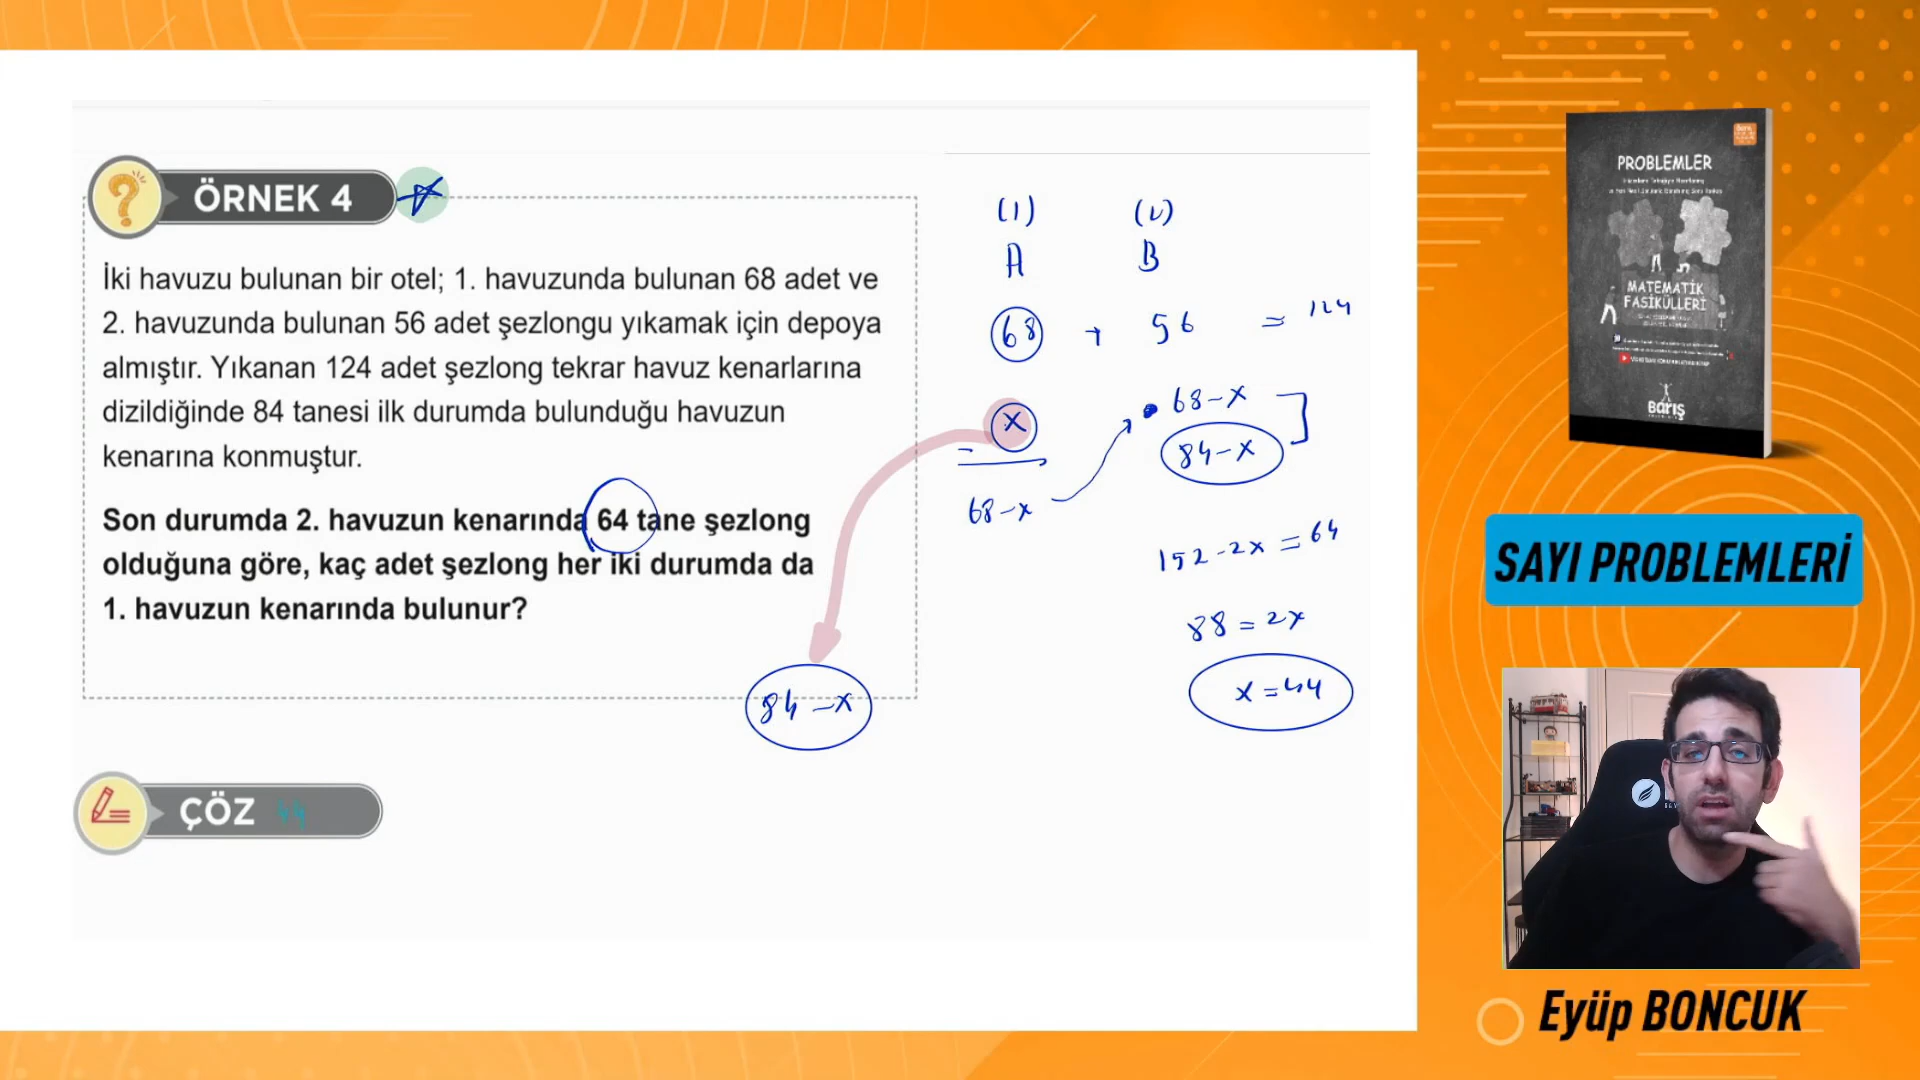 ÖRNEK 4
İki havuzu bulunan bir otel; 1. havuzunda bulunan 68 adet ve
2. havuzunda bulunan 56 adet şezlongu yıkamak için depoya
almıştır. Yıkanan 124 adet şezlong tekrar havuz kenarlarına
dizildiğinde 84 tanesi ilk durumda bulunduğu havuzun
kenarına konmuştur.
Son durumda 2. havuzun kenarında 64 tane şezlong
olduğuna göre, kaç adet şezlong her iki durumda da
1. havuzun kenarında bulunur?
84 - x
ÇÖZ 44
(1) (2)
A B
68 + 56 = 124
x 68 - x
84 - x
68 - x
152 - 2x = 64
88 = 2x
x = 44
PROBLEMLER
MATEMATİK
FASİKÜLLERİ
BARIŞ
SAYI PROBLEMLERİ
Eyüp BONCUK